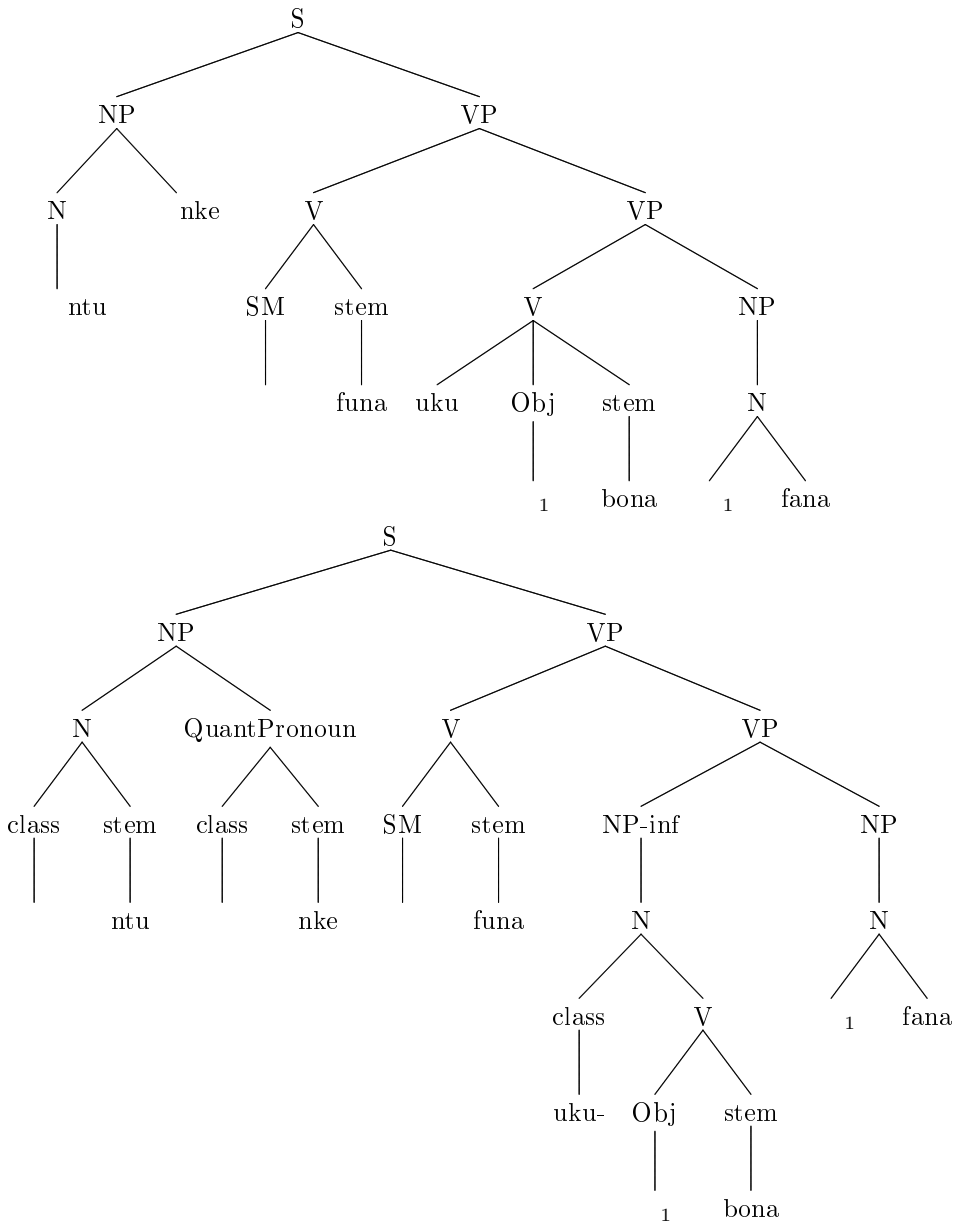 S
NP VP
N nke V VP
ntu SM stem V NP
funa uku Obj stem N
1 bona 1 fana
S
NP VP
N QuantPronoun V VP
class stem class stem SM stem NP-inf NP
ntu nke funa N N
class V 1 fana
uku- Obj stem
1 bona